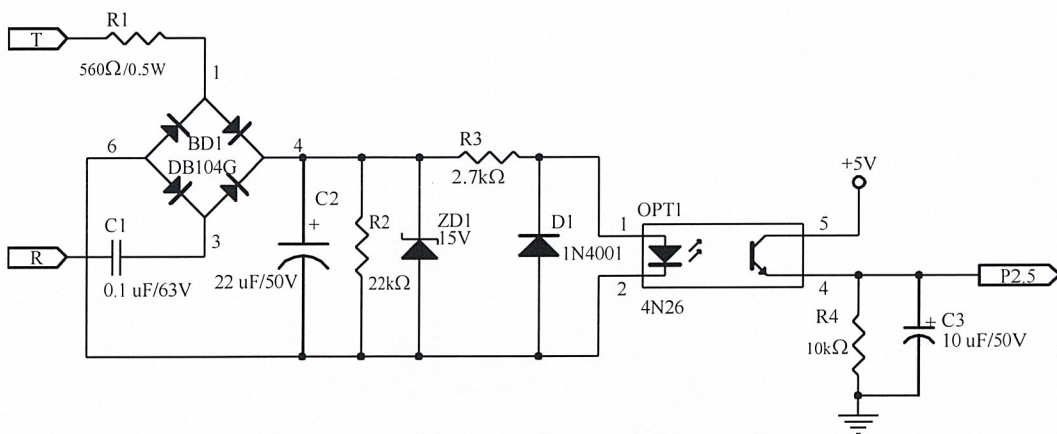 R1
T
560Ω/0.5W
1
BD1
DB104G
6
4
3
C1
R
0.1 uF/63V
C2
+
22 uF/50V
R2
22kΩ
ZD1
15V
R3
2.7kΩ
D1
1N4001
OPT1
1
2
4N26
5
4
+5V
P2.5
R4
10kΩ
+
C3
10 uF/50V